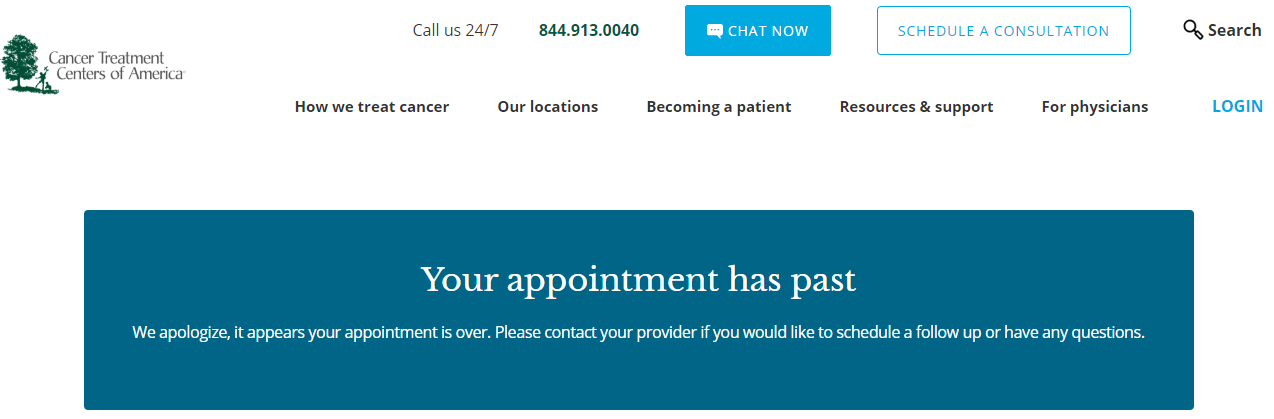 Call us 24/7 844.913.0040 CHAT NOW SCHEDULE A CONSULTATION Search
Cancer Treatment
Centers of America
How we treat cancer Our locations Becoming a patient Resources & support For physicians LOGIN
Your appointment has past
We apologize, it appears your appointment is over. Please contact your provider if you would like to schedule a follow up or have any questions.